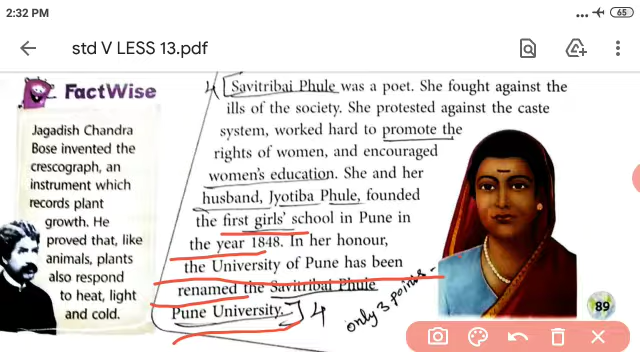 2:32 PM
... 65
std V LESS 13.pdf
FactWise
Jagadish Chandra
Bose invented the
crescograph, an
instrument which
records plant
growth. He
proved that, like
animals, plants
also respond
to heat, light
and cold.
4 [Savitribai Phule was a poet. She fought against the
ills of the society. She protested against the caste
system, worked hard to promote the
rights of women, and encouraged
women's education. She and her
husband, Jyotiba Phule, founded
the first girls' school in Pune in
the year 1848. In her honour,
the University of Pune has been
renamed the Savitribai Phule
Pune University.] 4
only 3 points -
89